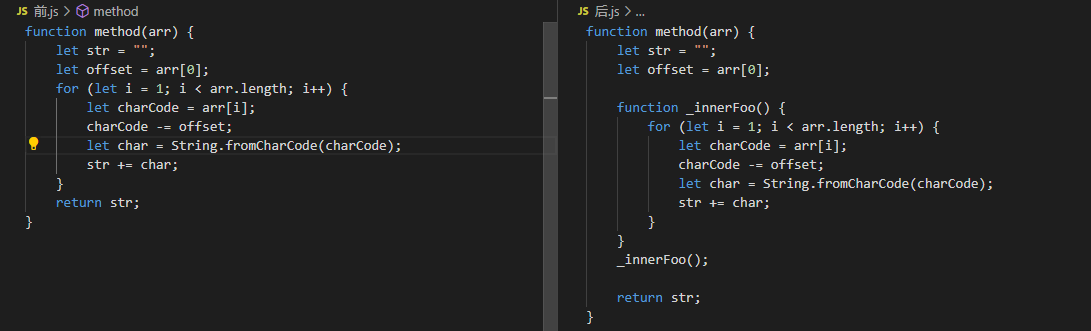 JS 前.js > method
function method(arr) {
    let str = "";
    let offset = arr[0];
    for (let i = 1; i < arr.length; i++) {
        let charCode = arr[i];
        charCode -= offset;
        let char = String.fromCharCode(charCode);
        str += char;
    }
    return str;
}
JS 后.js > ...
function method(arr) {
    let str = "";
    let offset = arr[0];

    function _innerFoo() {
        for (let i = 1; i < arr.length; i++) {
            let charCode = arr[i];
            charCode -= offset;
            let char = String.fromCharCode(charCode);
            str += char;
        }
    }
    _innerFoo();

    return str;
}